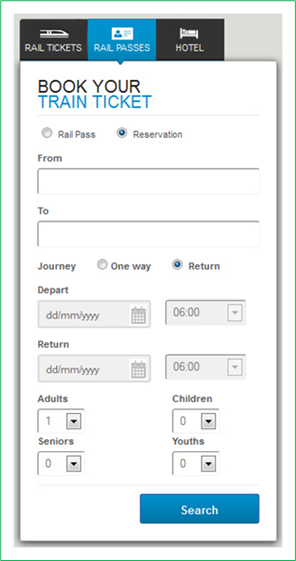 RAIL TICKETS RAIL PASSES HOTEL
BOOK YOUR
TRAIN TICKET
Rail Pass Reservation
From
To
Journey One way Return
Depart
dd/mm/yyyy 06:00
Return
dd/mm/yyyy 06:00
Adults Children
1 0
Seniors Youths
0 0
Search